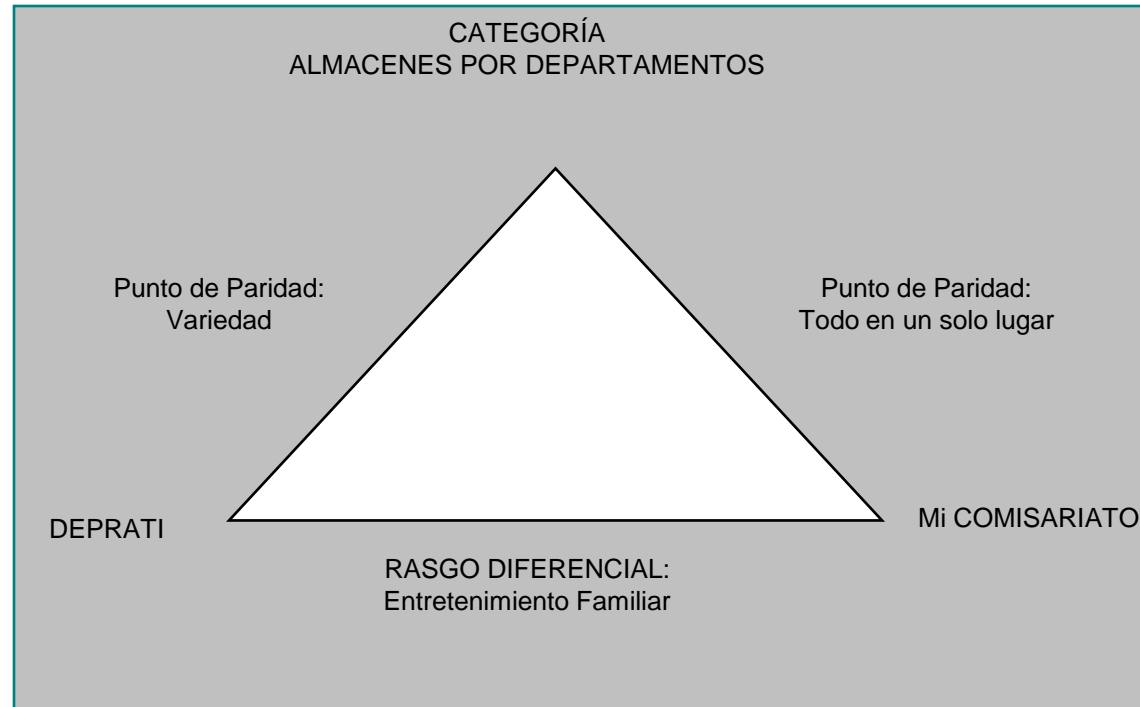 CATEGORÍA
ALMACENES POR DEPARTAMENTOS
Punto de Paridad:
Variedad
Punto de Paridad:
Todo en un solo lugar
DEPRATI
Mi COMISARIATO
RASGO DIFERENCIAL:
Entretenimiento Familiar